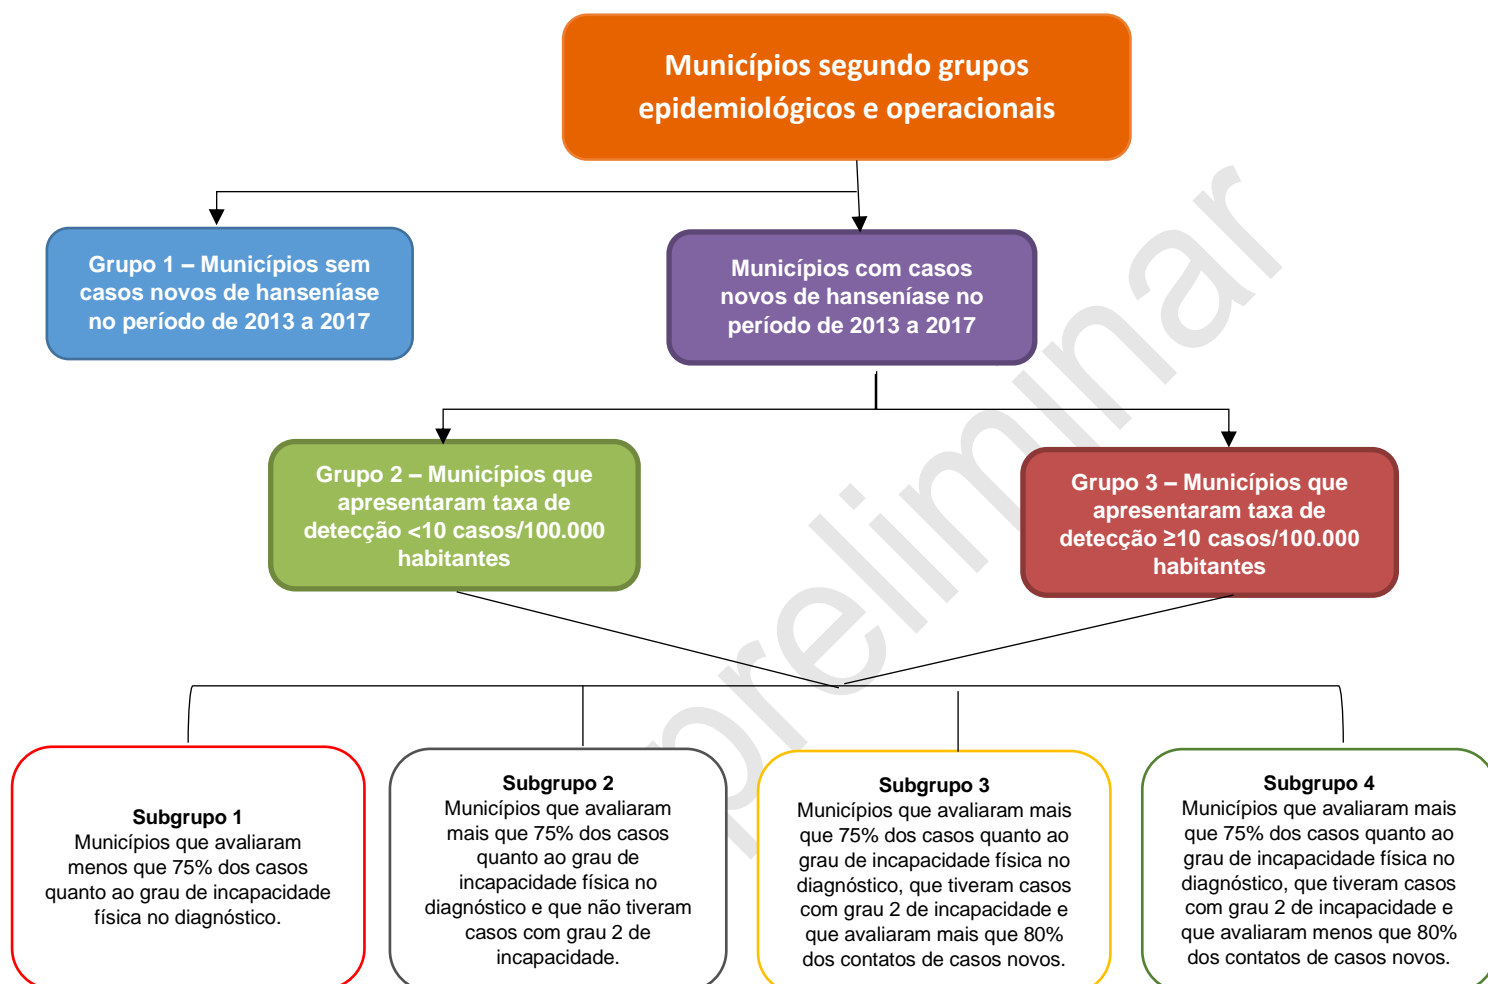 Municípios segundo grupos
epidemiológicos e operacionais
Grupo 1 – Municípios sem
casos novos de hanseníase
no período de 2013 a 2017
Municípios com casos
novos de hanseníase no
período de 2013 a 2017
Grupo 2 – Municípios que
apresentaram taxa de
detecção <10 casos/100.000
habitantes
Grupo 3 – Municípios que
apresentaram taxa de
detecção ≥10 casos/100.000
habitantes
preliminar
Subgrupo 1
Municípios que avaliaram
menos que 75% dos casos
quanto ao grau de incapacidade
física no diagnóstico.
Subgrupo 2
Municípios que avaliaram
mais que 75% dos casos
quanto ao grau de
incapacidade física no
diagnóstico e que não tiveram
casos com grau 2 de
incapacidade.
Subgrupo 3
Municípios que avaliaram mais
que 75% dos casos quanto ao
grau de incapacidade física no
diagnóstico, que tiveram casos
com grau 2 de incapacidade e
que avaliaram mais que 80%
dos contatos de casos novos.
Subgrupo 4
Municípios que avaliaram mais
que 75% dos casos quanto ao
grau de incapacidade física no
diagnóstico, que tiveram casos
com grau 2 de incapacidade e
que avaliaram menos que 80%
dos contatos de casos novos.